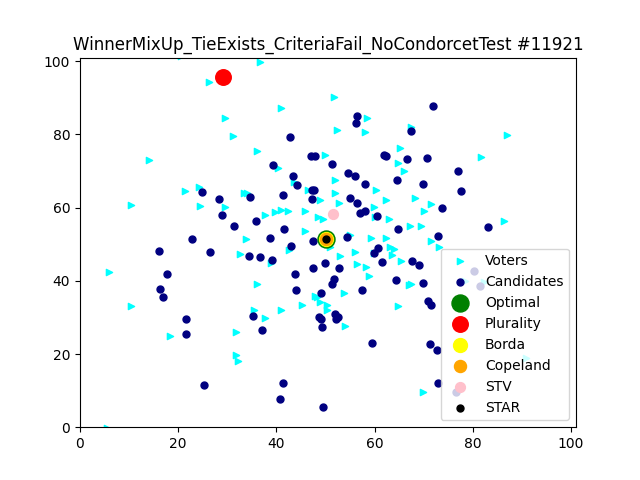 WinnerMixUp_TieExists_CriteriaFail_NoCondorcetTest #11921
100
80
60
40
20
0
0
20
40
60
80
100
Voters
Candidates
Optimal
Plurality
Borda
Copeland
STV
STAR